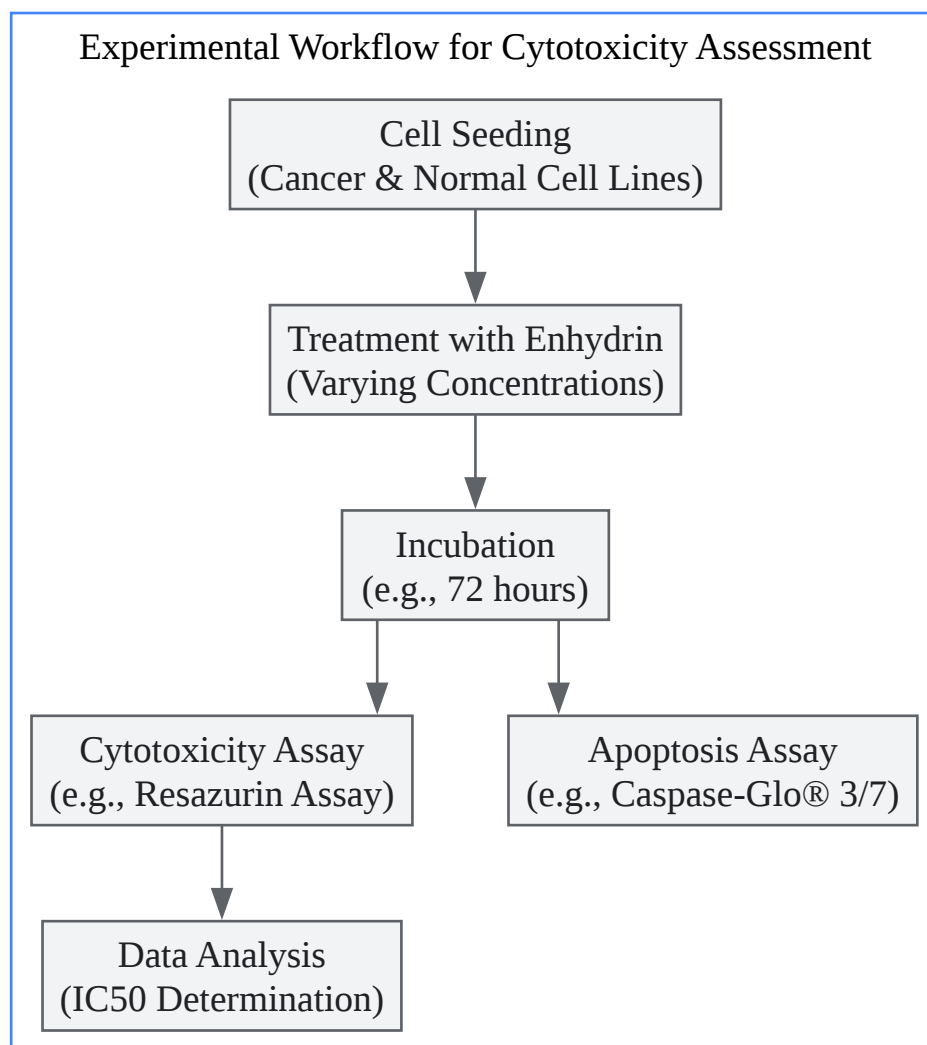 Experimental Workflow for Cytotoxicity Assessment
Cell Seeding
(Cancer & Normal Cell Lines)
Treatment with Enhydrin
(Varying Concentrations)
Incubation
(e.g., 72 hours)
Cytotoxicity Assay
(e.g., Resazurin Assay)
Apoptosis Assay
(e.g., Caspase-Glo® 3/7)
Data Analysis
(IC50 Determination)